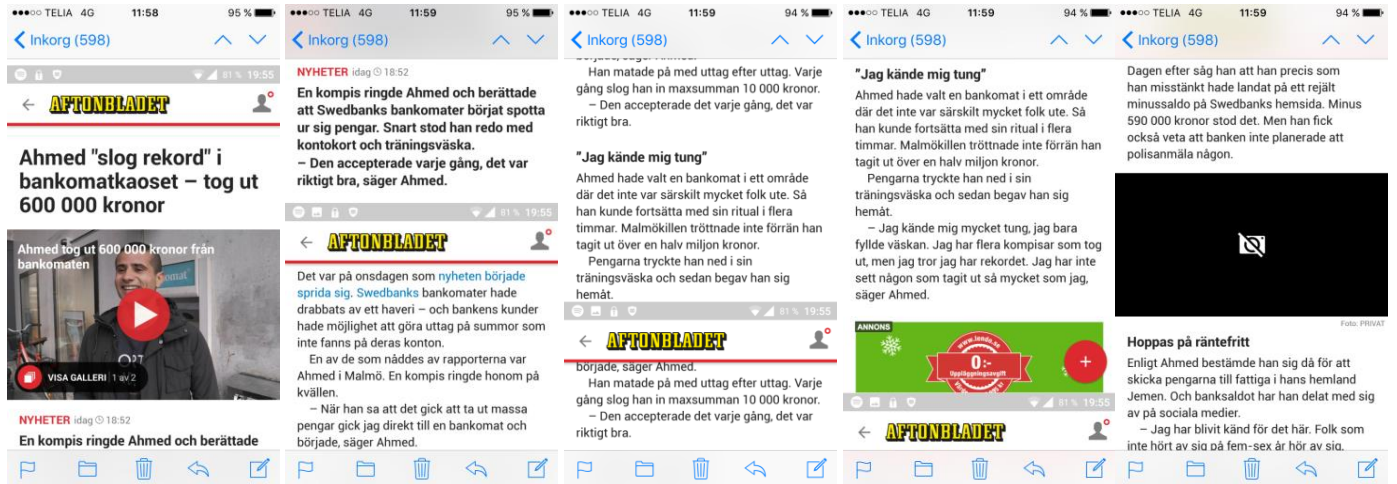 TELIA 4G 11:58 95 %
Inkorg (598)
81 % 19:55
AFTONBLADET
Ahmed "slog rekord" i
bankomatkaoset – tog ut
600 000 kronor
Ahmed tog ut 600 000 kronor från
bankomaten
VISA GALLERI | 1 av 2
NYHETER idag 18:52
En kompis ringde Ahmed och berättade
TELIA 4G 11:59 95 %
Inkorg (598)
NYHETER idag 18:52
En kompis ringde Ahmed och berättade
att Swedbanks bankomater börjat spotta
ur sig pengar. Snart stod han redo med
kontokort och träningsväska.
– Den accepterade varje gång, det var
riktigt bra, säger Ahmed.
81 % 19:55
AFTONBLADET
Det var på onsdagen som nyheten började
sprida sig. Swedbanks bankomater hade
drabbats av ett haveri – och bankens kunder
hade möjlighet att göra uttag på summor som
inte fanns på deras konton.
En av de som nåddes av rapporterna var
Ahmed i Malmö. En kompis ringde honom på
kvällen.
– När han sa att det gick att ta ut massa
pengar gick jag direkt till en bankomat och
började, säger Ahmed.
TELIA 4G 11:59 94 %
Inkorg (598)
började, säger Ahmed.
Han matade på med uttag efter uttag. Varje
gång slog han in maxsumman 10 000 kronor.
– Den accepterade det varje gång, det var
riktigt bra.
"Jag kände mig tung"
Ahmed hade valt en bankomat i ett område
där det inte var särskilt mycket folk ute. Så
han kunde fortsätta med sin ritual i flera
timmar. Malmökillen tröttnade inte förrän han
tagit ut över en halv miljon kronor.
Pengarna tryckte han ned i sin
träningsväska och sedan begav han sig
hemåt.
81 % 19:55
AFTONBLADET
började, säger Ahmed.
Han matade på med uttag efter uttag. Varje
gång slog han in maxsumman 10 000 kronor.
– Den accepterade det varje gång, det var
riktigt bra.
TELIA 4G 11:59 94 %
Inkorg (598)
"Jag kände mig tung"
Ahmed hade valt en bankomat i ett område
där det inte var särskilt mycket folk ute. Så
han kunde fortsätta med sin ritual i flera
timmar. Malmökillen tröttnade inte förrän han
tagit ut över en halv miljon kronor.
Pengarna tryckte han ned i sin
träningsväska och sedan begav han sig
hemåt.
– Jag kände mig mycket tung, jag bara
fyllde väskan. Jag har flera kompisar som tog
ut, men jag tror jag har rekordet. Jag har inte
sett någon som tagit ut så mycket som jag,
säger Ahmed.
ANNONS
www.lendo.se
0:-
Uppläggningsavgift
81 % 19:55
AFTONBLADET
TELIA 4G 11:59 94 %
Inkorg (598)
Dagen efter såg han att han precis som
han misstänkt hade landat på ett rejält
minussaldo på Swedbanks hemsida. Minus
590 000 kronor stod det. Men han fick
också veta att banken inte planerade att
polisanmäla någon.
Foto: PRIVAT
Hoppas på räntefritt
Enligt Ahmed bestämde han sig då för att
skicka pengarna till fattiga i hans hemland
Jemen. Och banksaldot har han delat med sig
av på sociala medier.
– Jag har blivit känd för det här. Folk som
inte hört av sig på fem-sex år hör av sig.